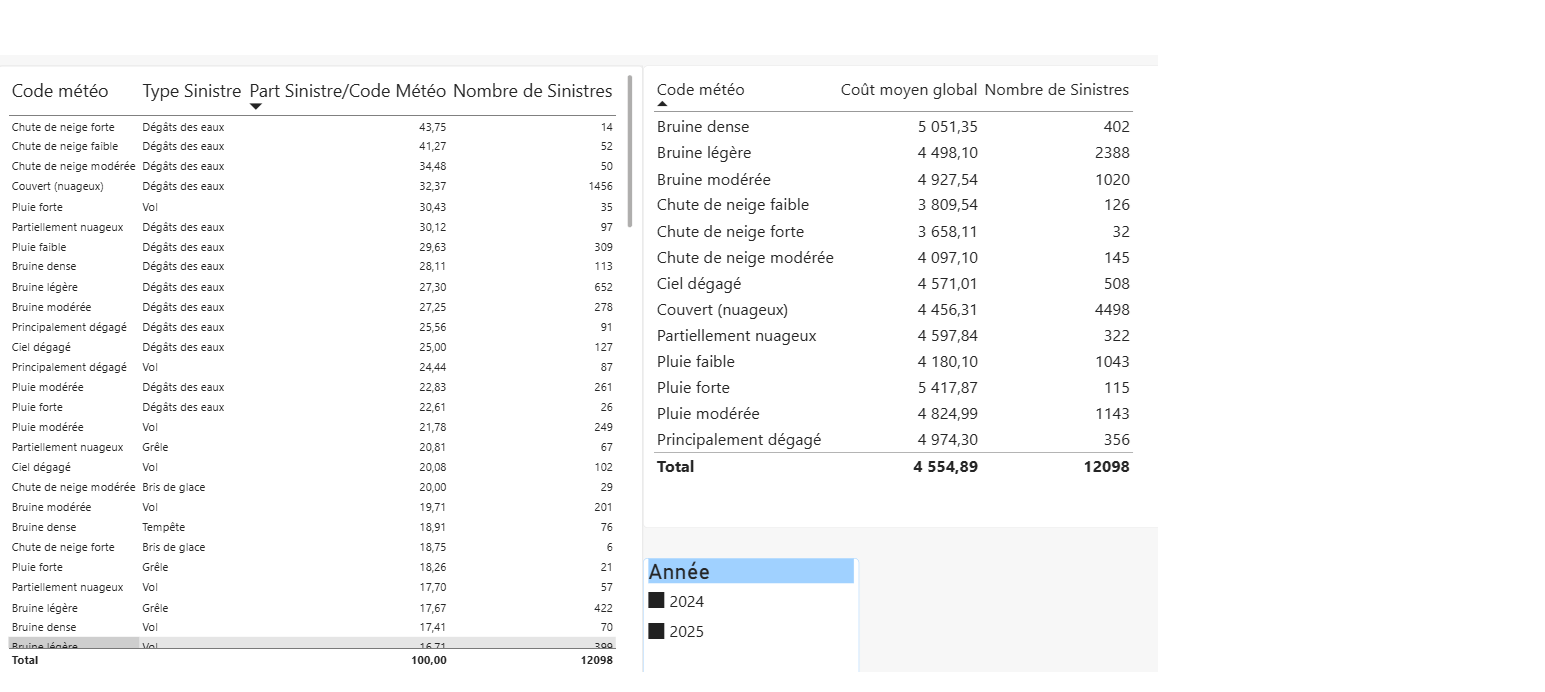 Code météo Type Sinistre Part Sinistre/Code Météo Nombre de Sinistres
Chute de neige forte Dégâts des eaux 43,75 14
Chute de neige faible Dégâts des eaux 41,27 52
Chute de neige modérée Dégâts des eaux 34,48 50
Couvert (nuageux) Dégâts des eaux 32,37 1456
Pluie forte Vol 30,43 35
Partiellement nuageux Dégâts des eaux 30,12 97
Pluie faible Dégâts des eaux 29,63 309
Bruine dense Dégâts des eaux 28,11 113
Bruine légère Dégâts des eaux 27,30 652
Bruine modérée Dégâts des eaux 27,25 278
Principalement dégagé Dégâts des eaux 25,56 91
Ciel dégagé Dégâts des eaux 25,00 127
Principalement dégagé Vol 24,44 87
Pluie modérée Dégâts des eaux 22,83 261
Pluie forte Dégâts des eaux 22,61 26
Pluie modérée Vol 21,78 249
Partiellement nuageux Grêle 20,81 67
Ciel dégagé Vol 20,08 102
Chute de neige modérée Bris de glace 20,00 29
Bruine modérée Vol 19,71 201
Bruine dense Tempête 18,91 76
Chute de neige forte Bris de glace 18,75 6
Pluie forte Grêle 18,26 21
Partiellement nuageux Vol 17,70 57
Bruine légère Grêle 17,67 422
Bruine dense Vol 17,41 70
Bruine légère Vol 16,71 399
Total 100,00 12098
Code météo Coût moyen global Nombre de Sinistres
Bruine dense 5 051,35 402
Bruine légère 4 498,10 2388
Bruine modérée 4 927,54 1020
Chute de neige faible 3 809,54 126
Chute de neige forte 3 658,11 32
Chute de neige modérée 4 097,10 145
Ciel dégagé 4 571,01 508
Couvert (nuageux) 4 456,31 4498
Partiellement nuageux 4 597,84 322
Pluie faible 4 180,10 1043
Pluie forte 5 417,87 115
Pluie modérée 4 824,99 1143
Principalement dégagé 4 974,30 356
Total 4 554,89 12098
Année
2024
2025